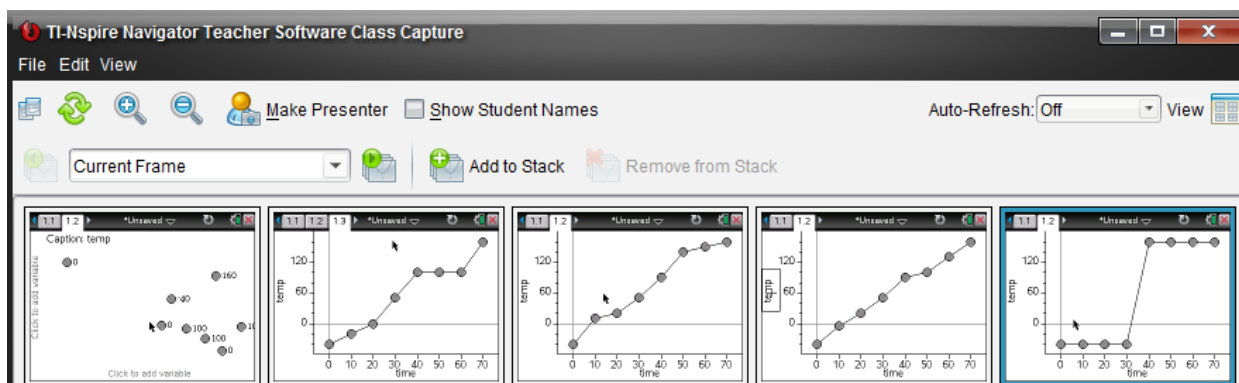 TI-Nspire Navigator Teacher Software Class Capture
File Edit View
Make Presenter Show Student Names Auto-Refresh: Off View
Current Frame Add to Stack Remove from Stack
1.1 1.2 *Unsaved
Caption: temp
0
160
-40
0 100
100
0
Click to add variable
Click to add variable
1.1 1.2 1.3 *Unsaved
120
60
0
temp
0 10 20 30 40 50 60 70
time
1.1 1.2 *Unsaved
120
60
0
temp
0 10 20 30 40 50 60 70
time
1.1 1.2 *Unsaved
120
60
0
temp
0 10 20 30 40 50 60 70
time
1.1 1.2 *Unsaved
120
60
0
temp
0 10 20 30 40 50 60 70
time